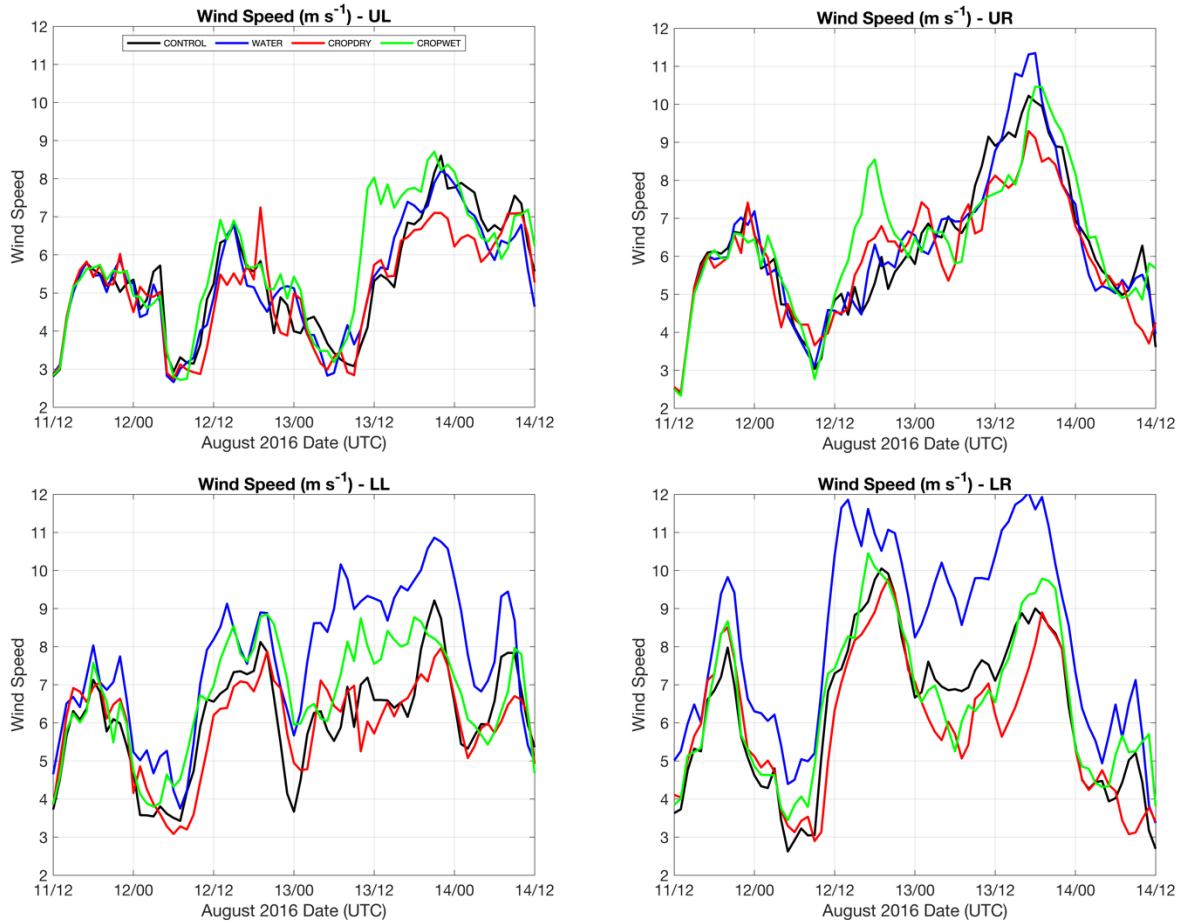 Wind Speed (m s⁻¹) - UL
CONTROL WATER CROPDRY CROPWET
Wind Speed
12
11
10
9
8
7
6
5
4
3
2
11/12 12/00 12/12 13/00 13/12 14/00 14/12
August 2016 Date (UTC)
Wind Speed (m s⁻¹) - UR
Wind Speed
12
11
10
9
8
7
6
5
4
3
2
11/12 12/00 12/12 13/00 13/12 14/00 14/12
August 2016 Date (UTC)
Wind Speed (m s⁻¹) - LL
Wind Speed
12
11
10
9
8
7
6
5
4
3
2
11/12 12/00 12/12 13/00 13/12 14/00 14/12
August 2016 Date (UTC)
Wind Speed (m s⁻¹) - LR
Wind Speed
12
11
10
9
8
7
6
5
4
3
2
11/12 12/00 12/12 13/00 13/12 14/00 14/12
August 2016 Date (UTC)